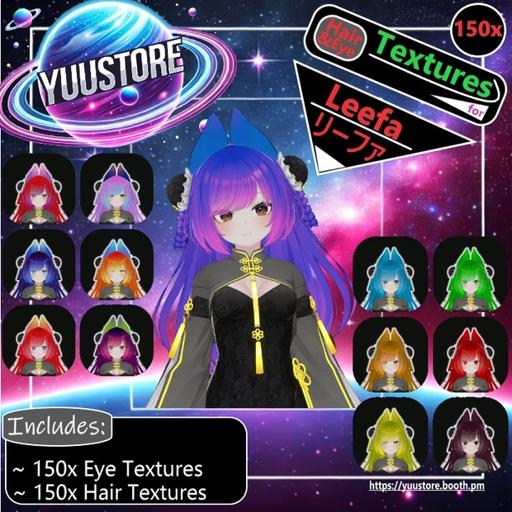 YUUSTORE
Hair
&Eye
Textures
150x
for
Leefa
リーファ
Includes:
~ 150x Eye Textures
~ 150x Hair Textures
https://yuustore.booth.pm